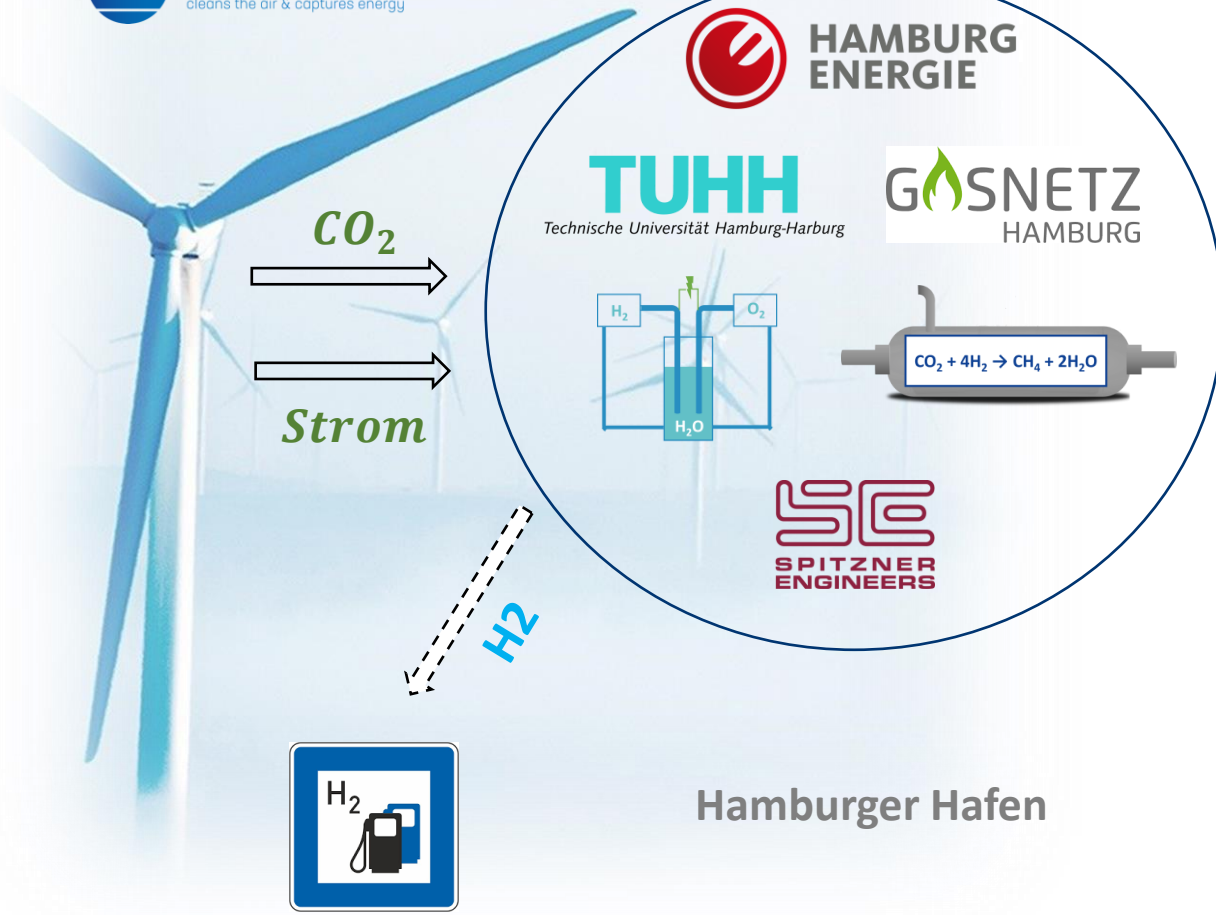 cleans the air & captures energy
HAMBURG
ENERGIE
TUHH
Technische Universität Hamburg-Harburg
GASNETZ
HAMBURG
CO₂
Strom
H₂
O₂
H₂O
CO₂ + 4H₂ → CH₄ + 2H₂O
SPITZNER
ENGINEERS
H2
H₂
Hamburger Hafen